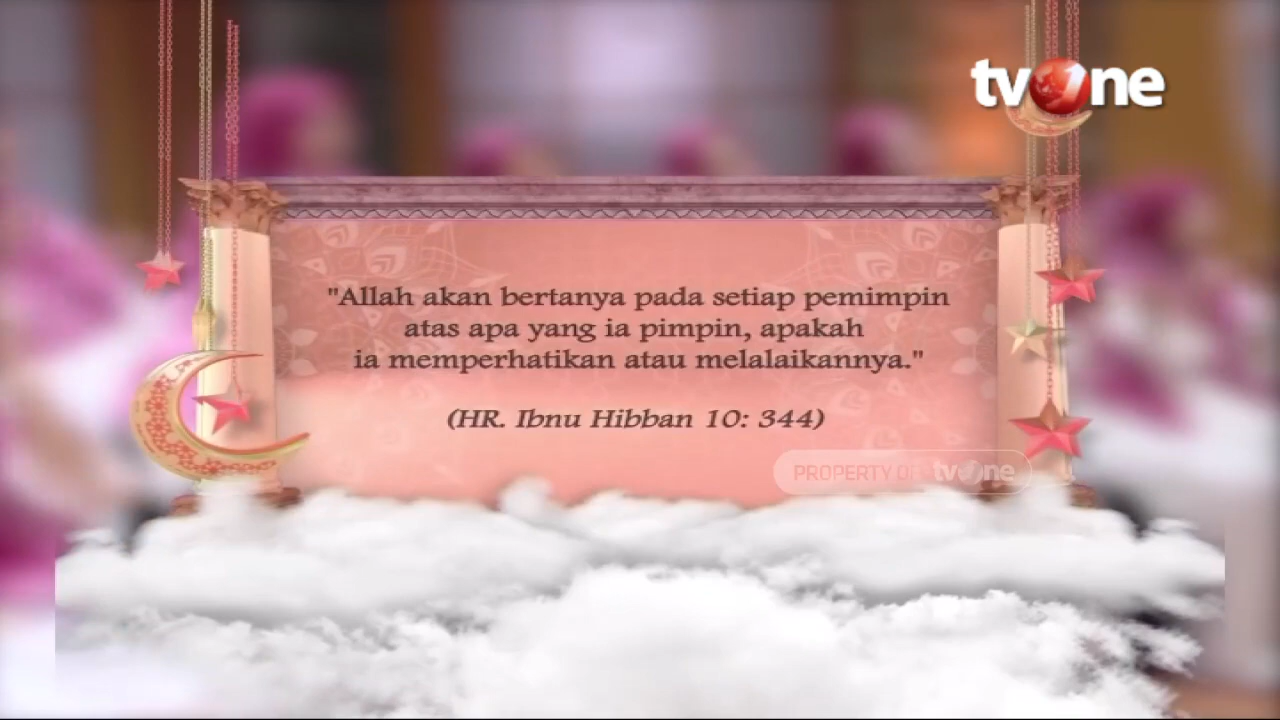 tvOne
"Allah akan bertanya pada setiap pemimpin
atas apa yang ia pimpin, apakah
ia memperhatikan atau melalaikannya."
(HR. Ibnu Hibban 10: 344)
PROPERTY OF tvOne